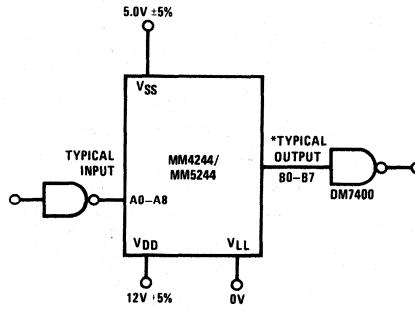 5.0V ±5%
VSS
TYPICAL
INPUT
MM4244/
MM5244
*TYPICAL
OUTPUT
A0–A8
B0–B7
DM7400
VDD
VLL
12V ±5%
0V